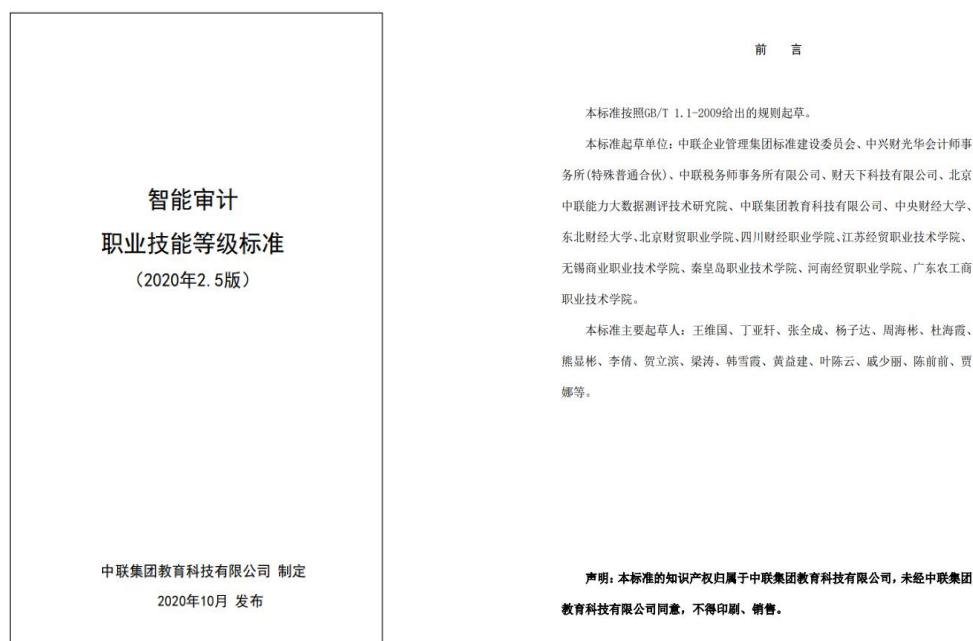 智能审计
职业技能等级标准
（2020年2.5版）
中联集团教育科技有限公司 制定
2020年10月 发布
前 言
本标准按照GB/T 1.1-2009给出的规则起草。
本标准起草单位：中联企业管理集团标准建设委员会、中兴财光华会计师事
务所(特殊普通合伙)、中联税务师事务所有限公司、财天下科技有限公司、北京
中联能力大数据测评技术研究院、中联集团教育科技有限公司、中央财经大学、
东北财经大学、北京财贸职业学院、四川财经职业学院、江苏经贸职业技术学院、
无锡商业职业技术学院、秦皇岛职业技术学院、河南经贸职业学院、广东农工商
职业技术学院。
本标准主要起草人：王维国、丁亚轩、张全成、杨子达、周海彬、杜海霞、
熊显彬、李倩、贺立滨、梁涛、韩雪霞、黄益建、叶陈云、戚少丽、陈前前、贾
娜等。
声明：本标准的知识产权归属于中联集团教育科技有限公司，未经中联集团
教育科技有限公司同意，不得印刷、销售。